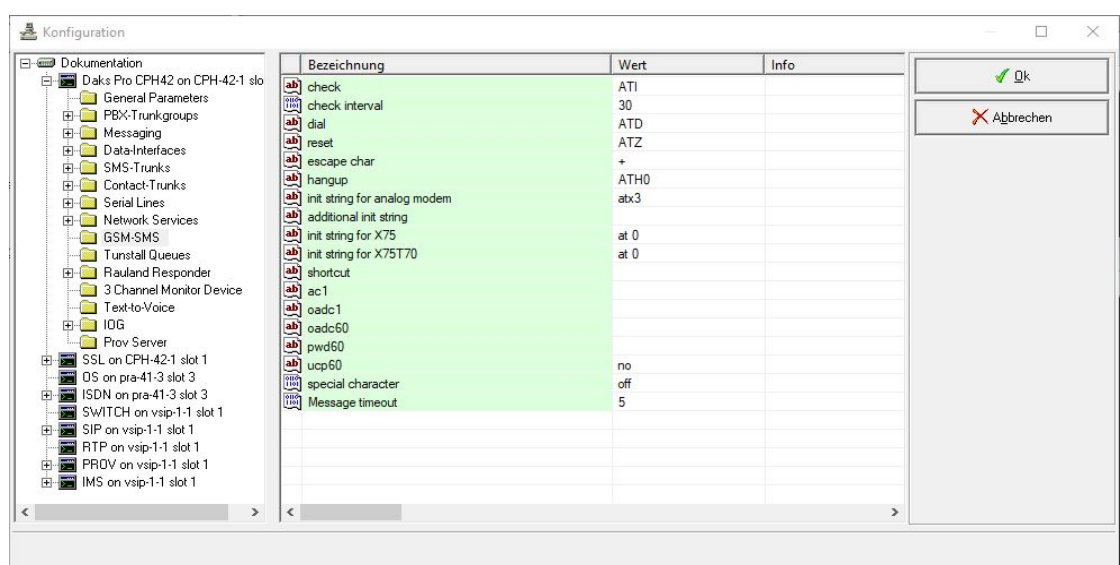 Konfiguration
Dokumentation
Daks Pro CPH42 on CPH-42-1 slo
General Parameters
PBX-Trunkgroups
Messaging
Data-Interfaces
SMS-Trunks
Contact-Trunks
Serial Lines
Network Services
GSM-SMS
Tunstall Queues
Rauland Responder
3 Channel Monitor Device
Text-to-Voice
IOG
Prov Server
SSL on CPH-42-1 slot 1
OS on pra-41-3 slot 3
ISDN on pra-41-3 slot 3
SWITCH on vsip-1-1 slot 1
SIP on vsip-1-1 slot 1
RTP on vsip-1-1 slot 1
PROV on vsip-1-1 slot 1
IMS on vsip-1-1 slot 1
Bezeichnung Wert Info
check ATI
check interval 30
dial ATD
reset ATZ
escape char +
hangup ATH0
init string for analog modem atx3
additional init string
init string for X75 at 0
init string for X75T70 at 0
shortcut
ac1
oadc1
oadc60
pwd60
ucp60 no
special character off
Message timeout 5
Ok
Abbrechen